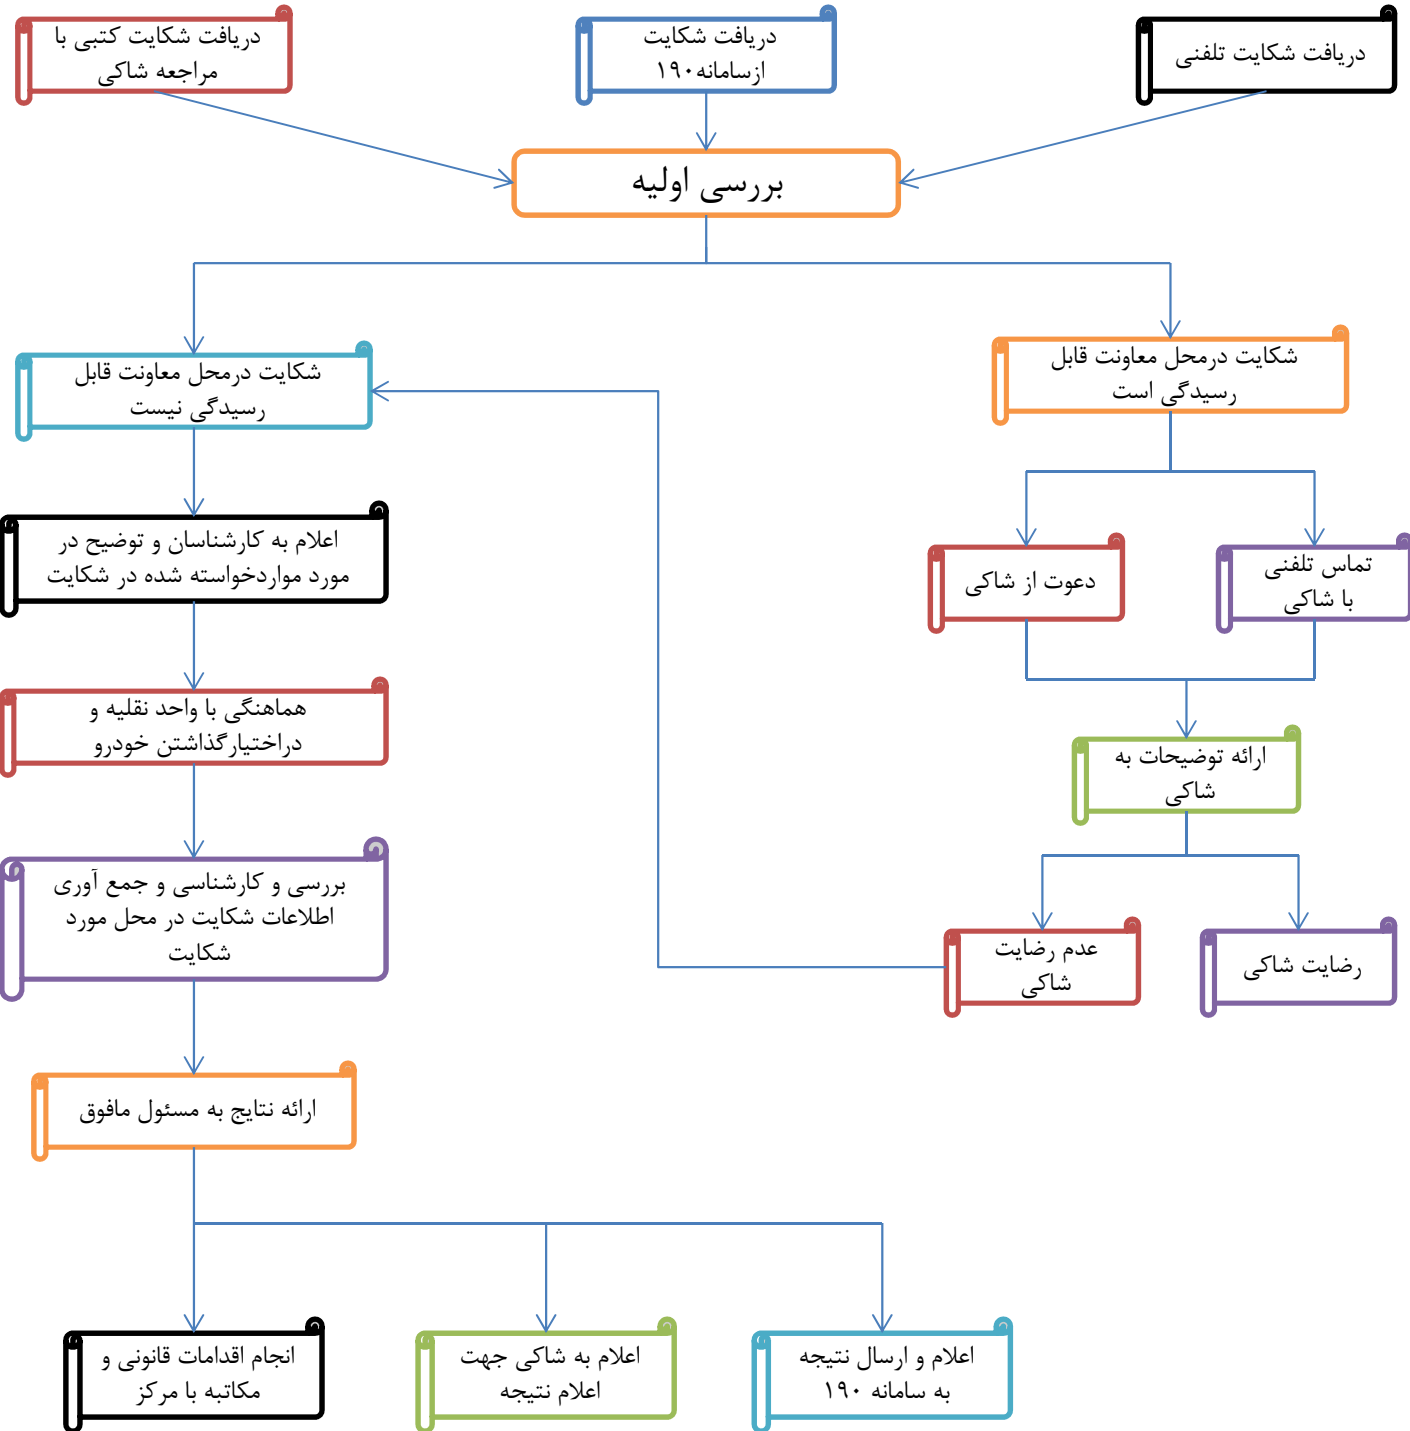 دریافت شکایت تلفنی
دریافت شکایت
ازسامانه۱۹۰
دریافت شکایت کتبی با
مراجعه شاکی
بررسی اولیه
شکایت درمحل معاونت قابل
رسیدگی است
شکایت درمحل معاونت قابل
رسیدگی نیست
تماس تلفنی
با شاکی
دعوت از شاکی
اعلام به کارشناسان و توضیح در
مورد مواردخواسته شده در شکایت
ارائه توضیحات به
شاکی
هماهنگی با واحد نقلیه و
دراختیارگذاشتن خودرو
رضایت شاکی
عدم رضایت
شاکی
بررسی و کارشناسی و جمع آوری
اطلاعات شکایت در محل مورد
شکایت
ارائه نتایج به مسئول مافوق
اعلام و ارسال نتیجه
به سامانه ۱۹۰
اعلام به شاکی جهت
اعلام نتیجه
انجام اقدامات قانونی و
مکاتبه با مرکز